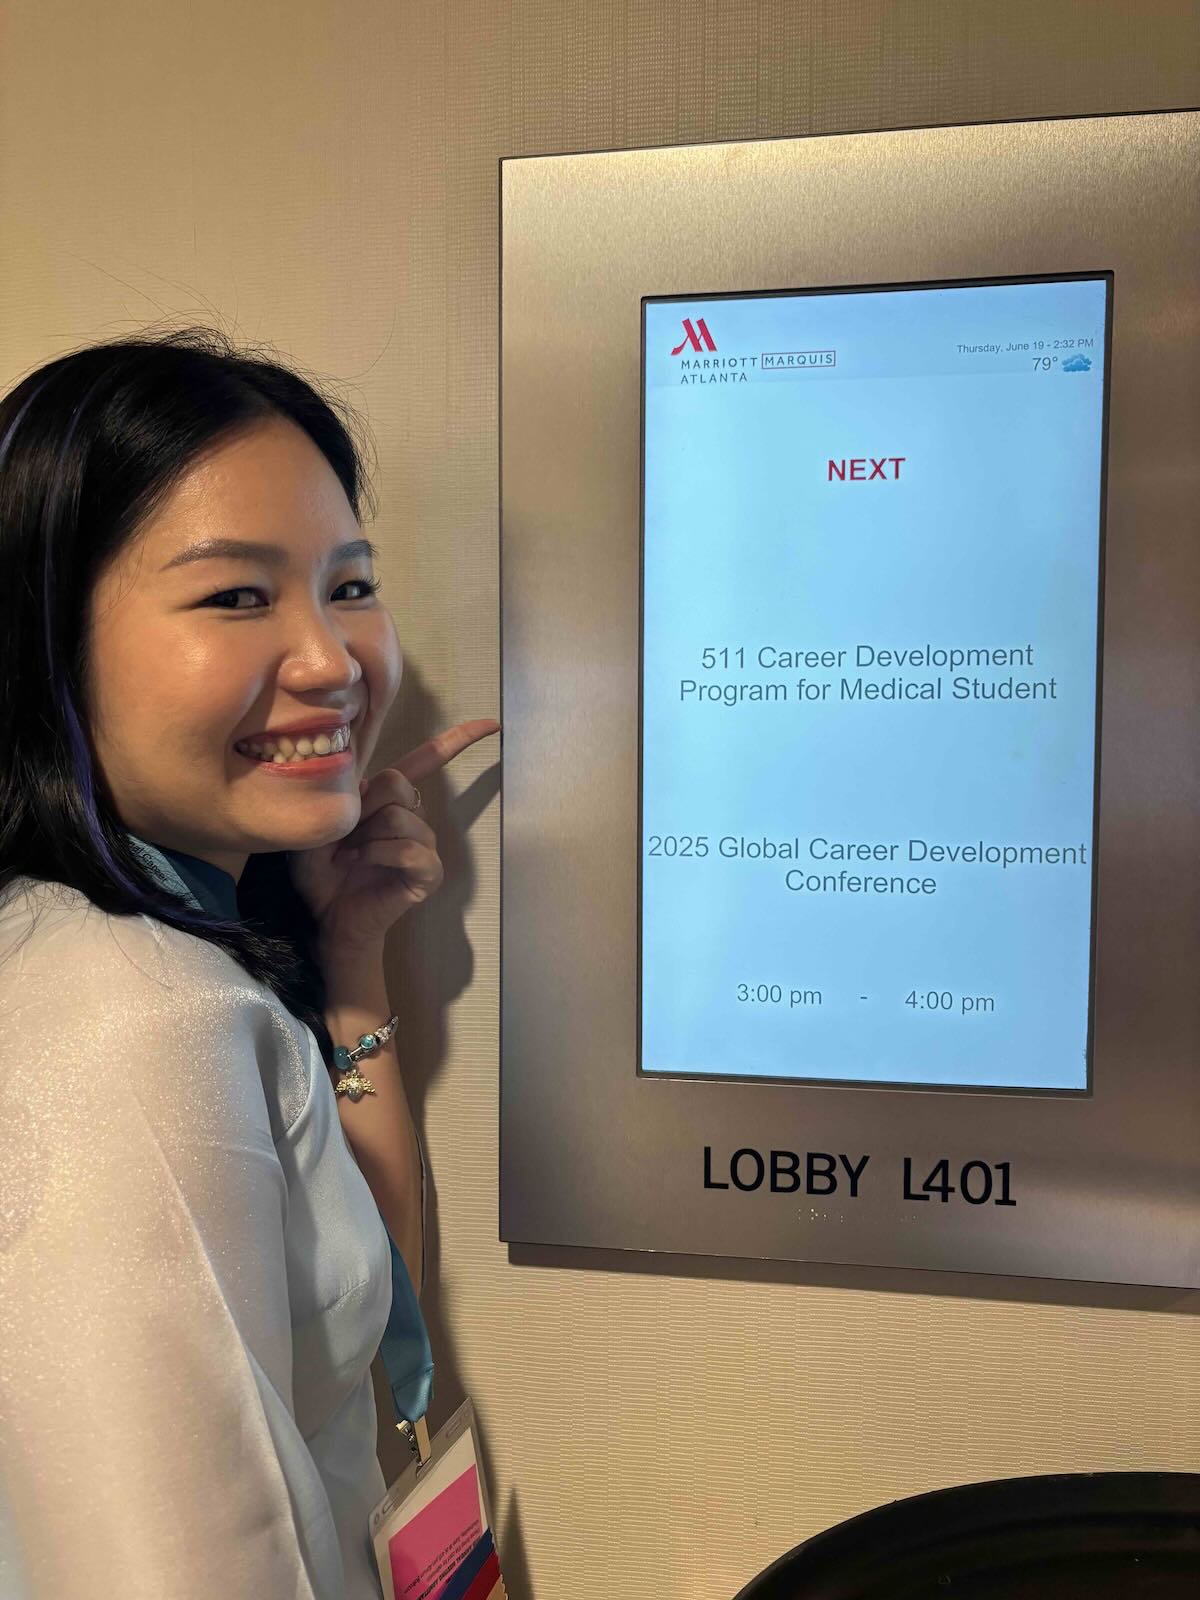 MARRIOTT MARQUIS
ATLANTA
Thursday, June 19 - 2:32 PM
79°
NEXT
511 Career Development
Program for Medical Student
2025 Global Career Development
Conference
3:00 pm - 4:00 pm
LOBBY L401